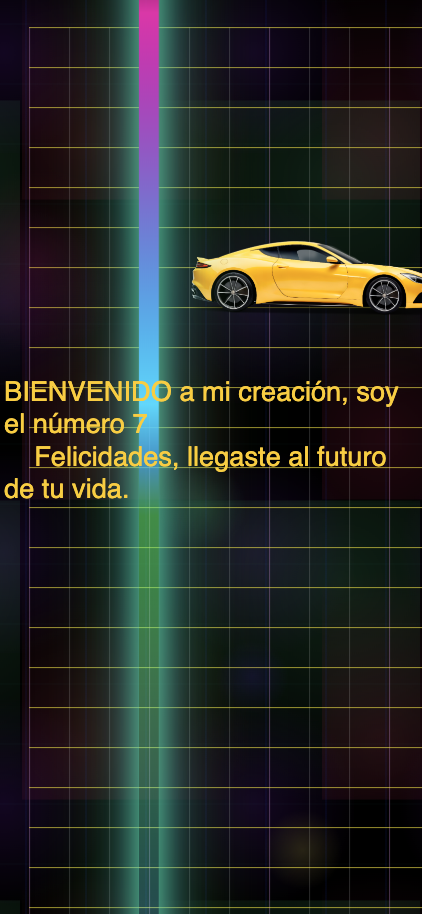 BIENVENIDO a mi creación, soy
el número 7
Felicidades, llegaste al futuro
de tu vida.